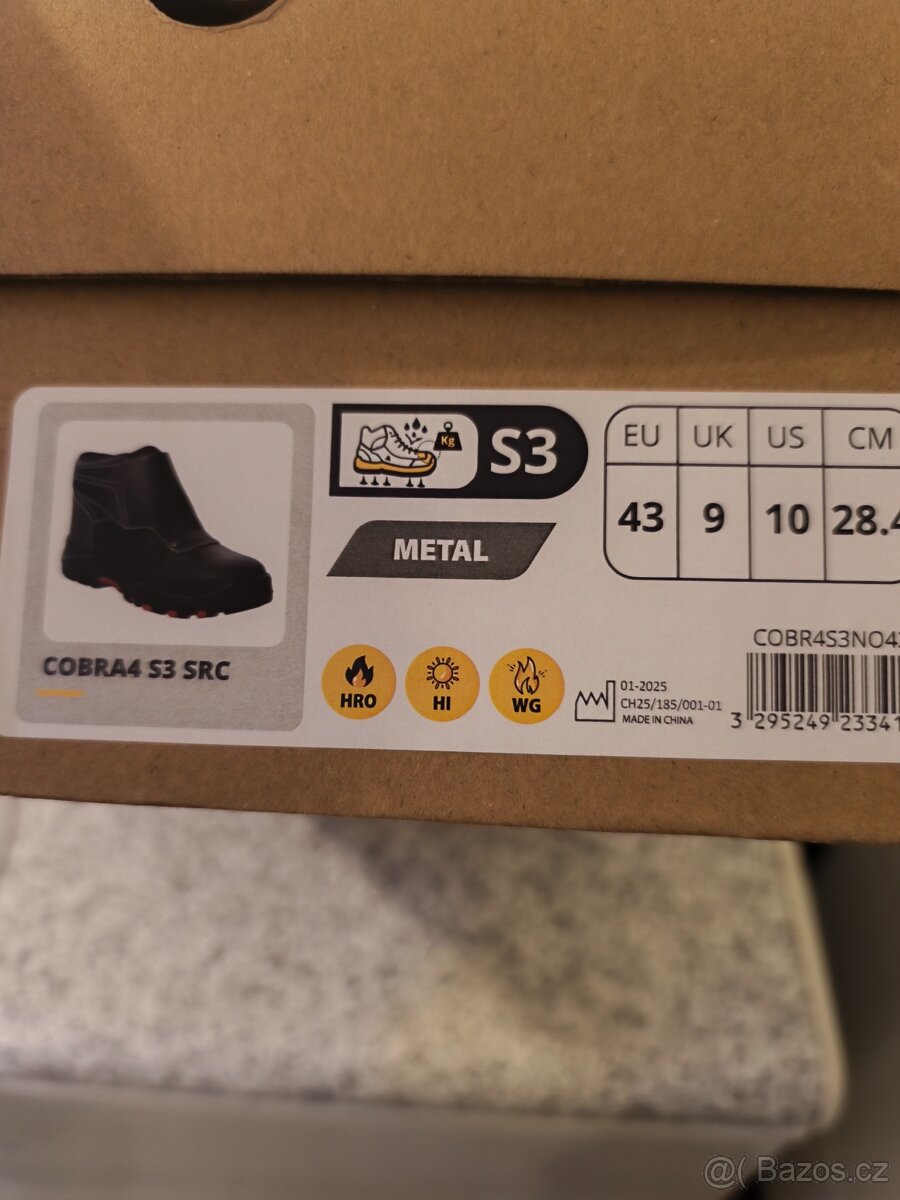 Kg
S3
METAL
EU UK US CM
43 9 10 28.4
COBRA4 S3 SRC
HRO
HI
WG
01-2025
CH25/185/001-01
MADE IN CHINA
COBR4S3NO43
3 295249 23341
@( Bazos.cz